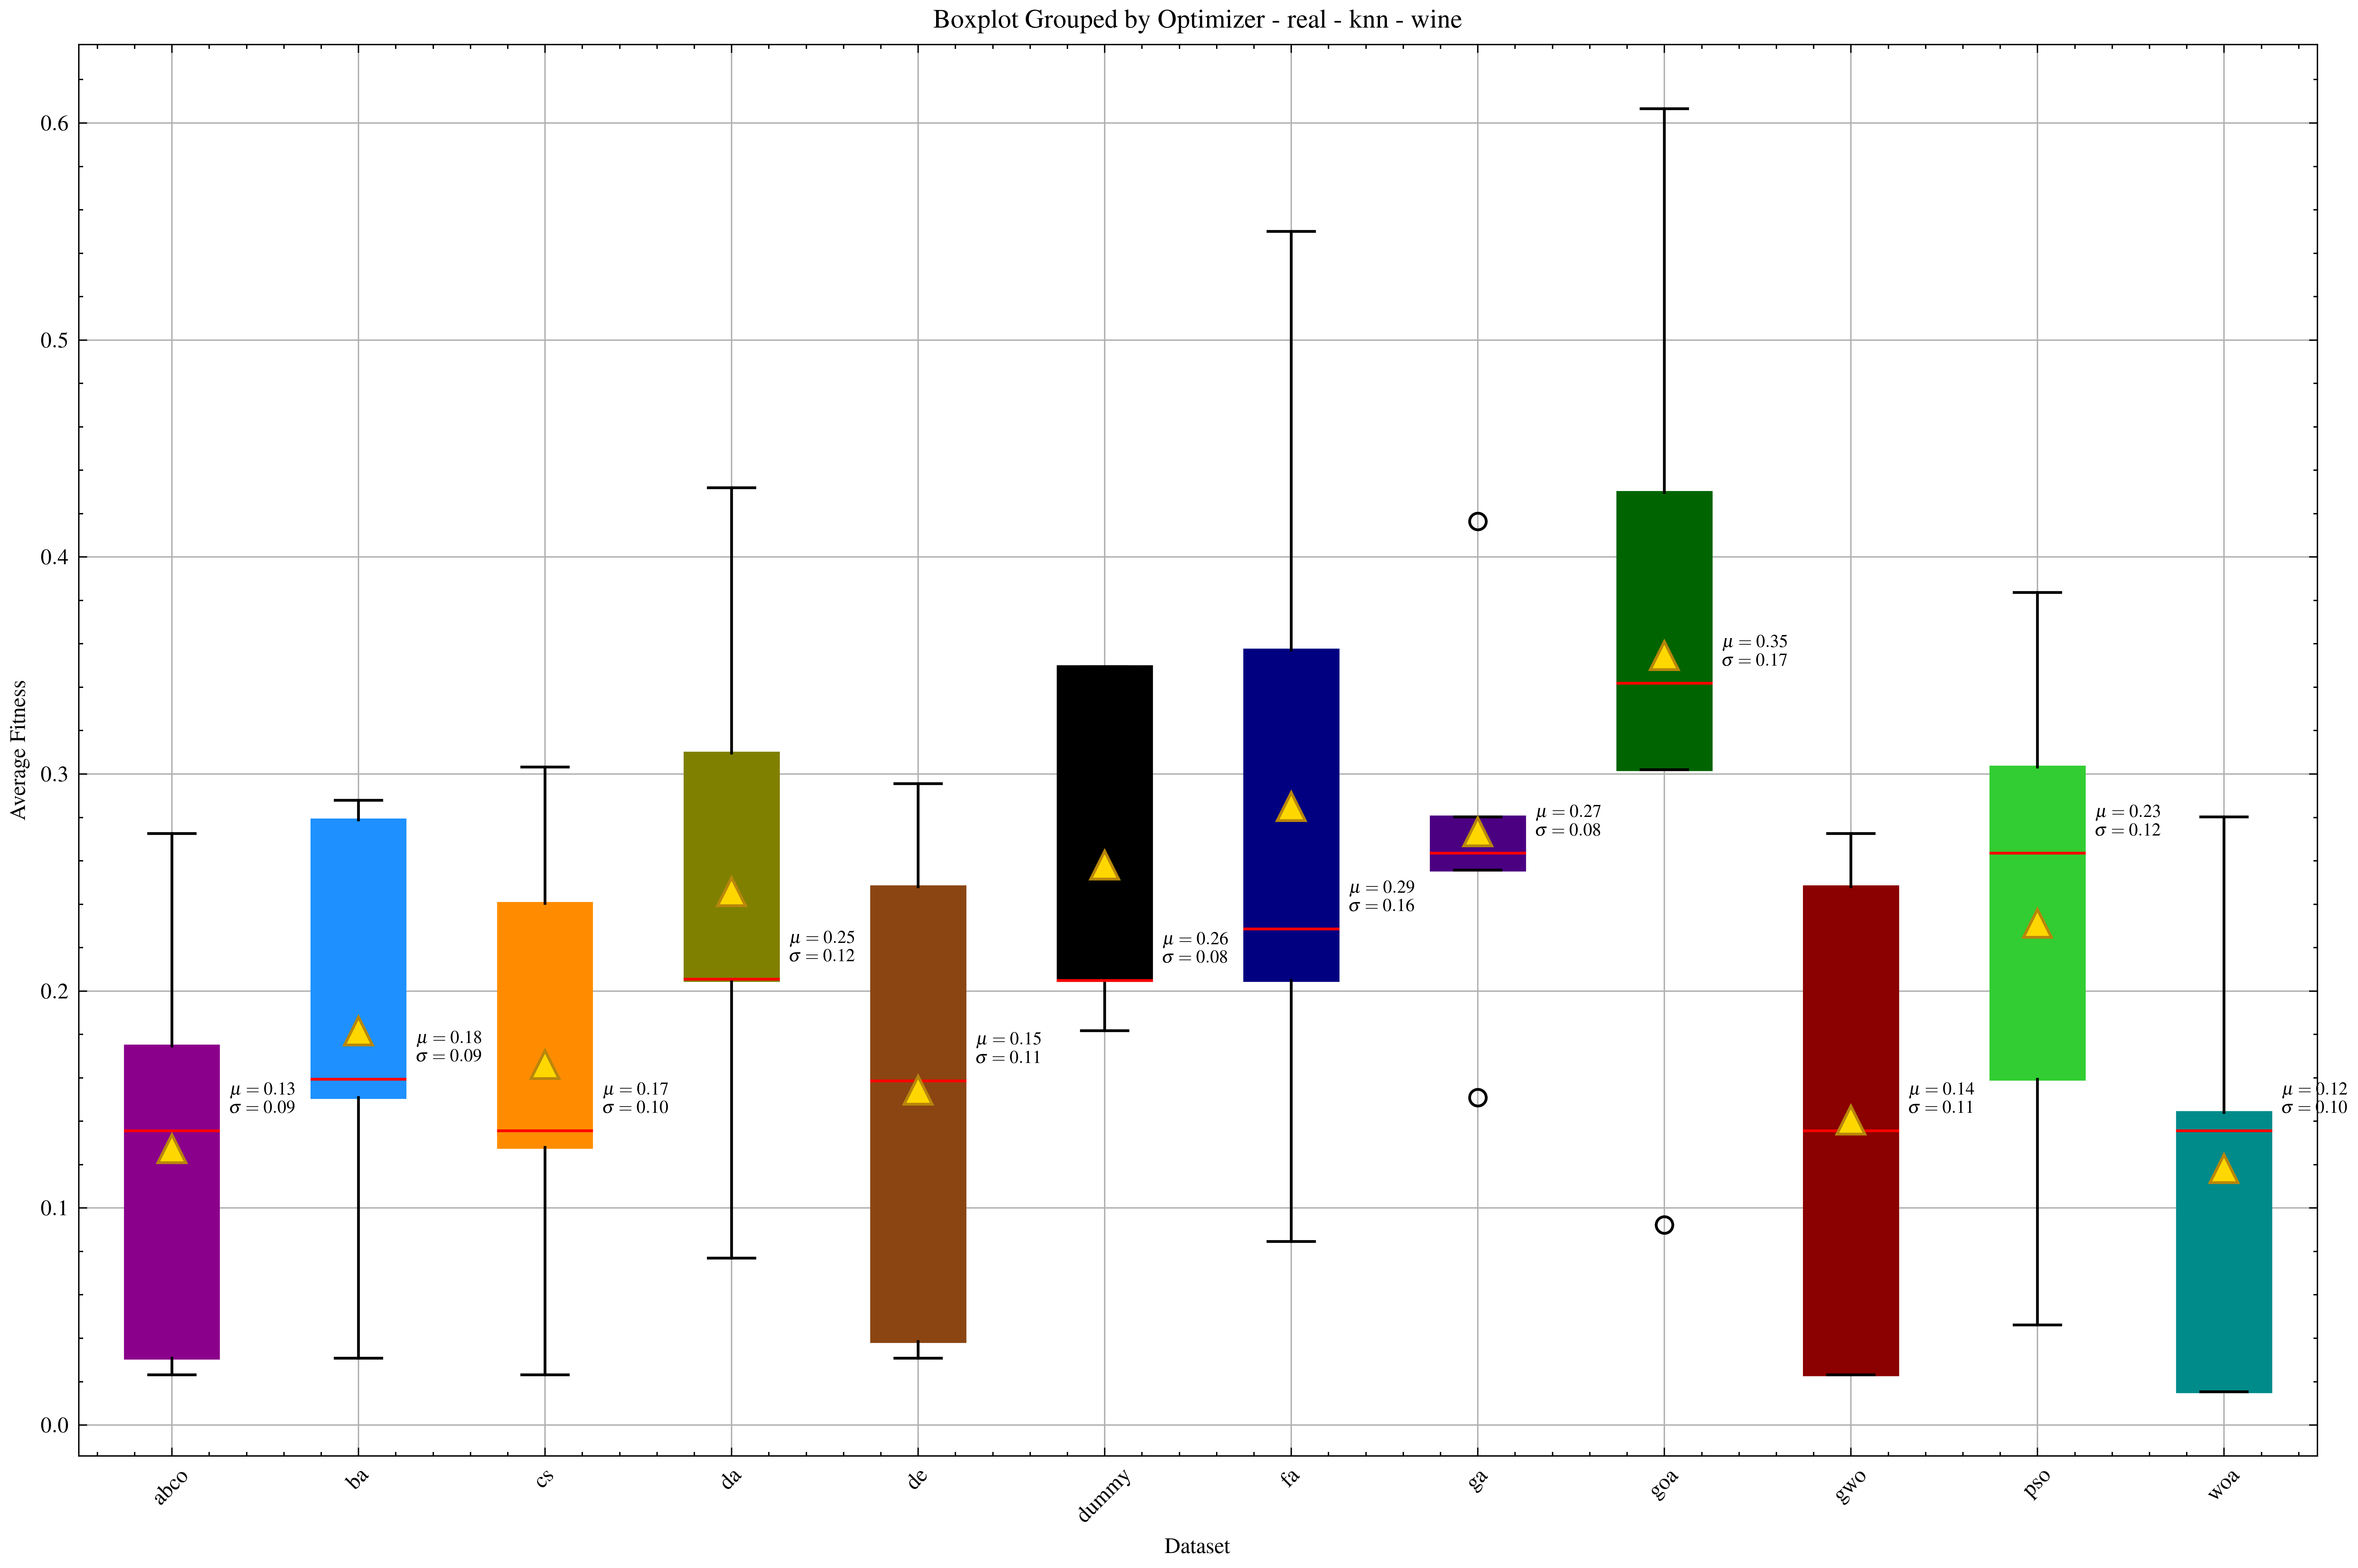 Boxplot Grouped by Optimizer - real - knn - wine
Average Fitness
0.6
0.5
0.4
0.3
0.2
0.1
0.0
μ = 0.13
σ = 0.09
μ = 0.18
σ = 0.09
μ = 0.17
σ = 0.10
μ = 0.25
σ = 0.12
μ = 0.15
σ = 0.11
μ = 0.26
σ = 0.08
μ = 0.29
σ = 0.16
μ = 0.27
σ = 0.08
μ = 0.35
σ = 0.17
μ = 0.14
σ = 0.11
μ = 0.23
σ = 0.12
μ = 0.12
σ = 0.10
abco
ba
cs
da
de
dummy
fa
ga
goa
gwo
pso
woa
Dataset